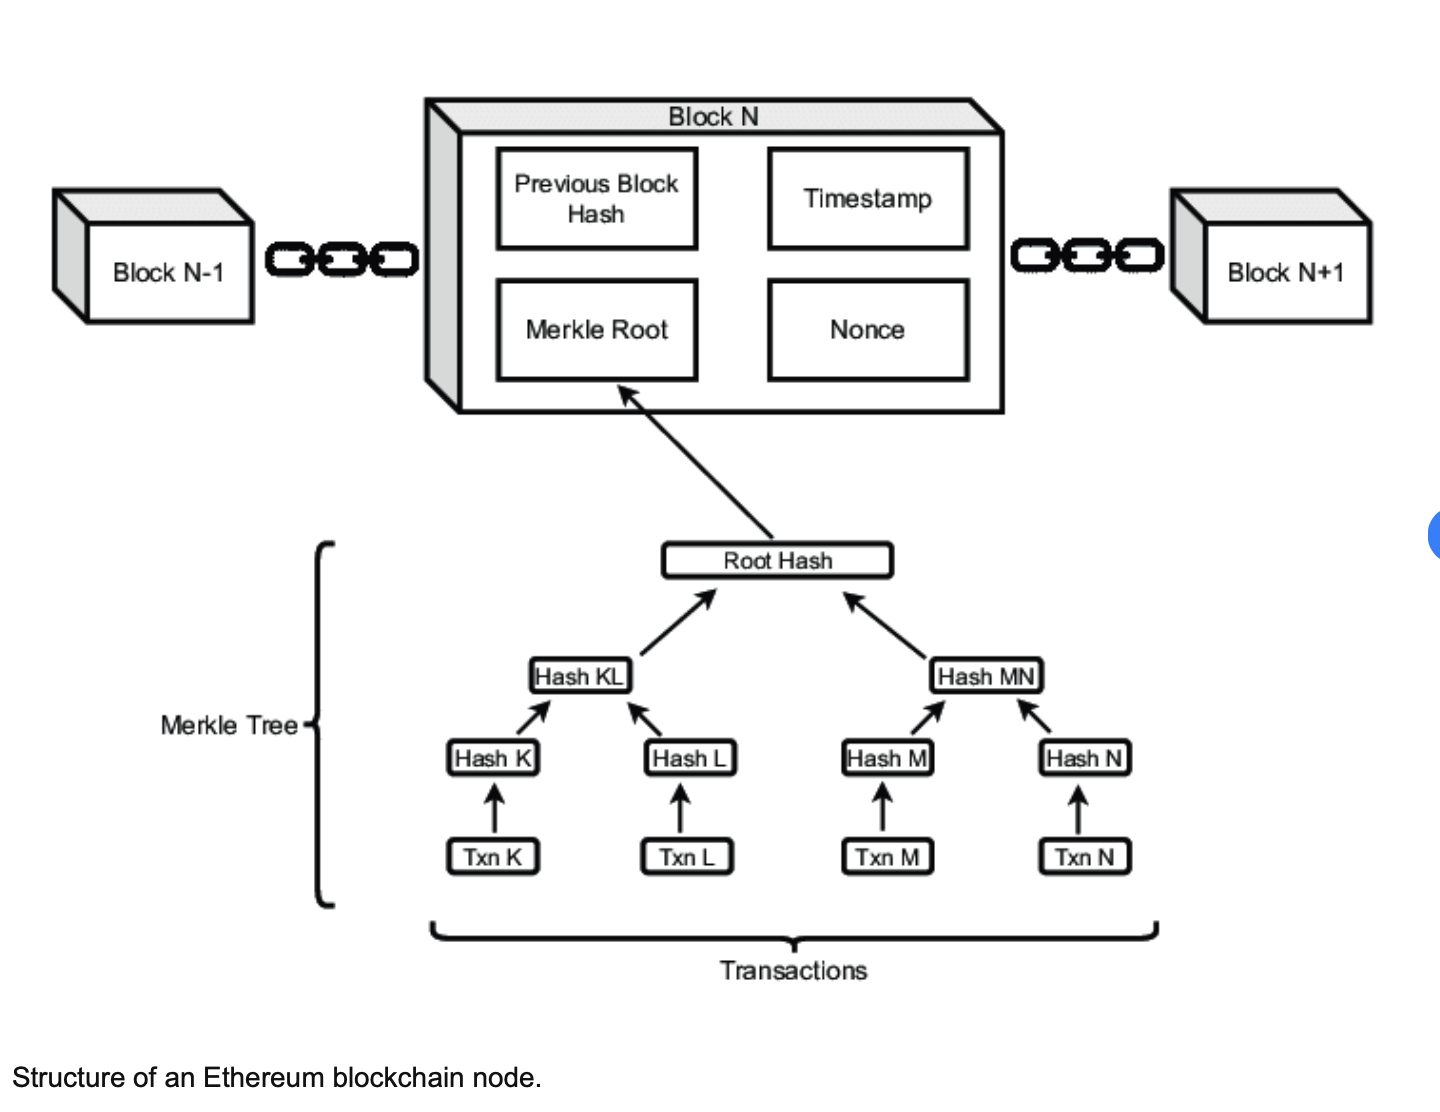 Block N
Previous Block
Hash
Timestamp
Block N-1
Block N+1
Merkle Root
Nonce
Root Hash
Hash KL
Hash MN
Merkle Tree
Hash K
Hash L
Hash M
Hash N
Txn K
Txn L
Txn M
Txn N
Transactions
Structure of an Ethereum blockchain node.